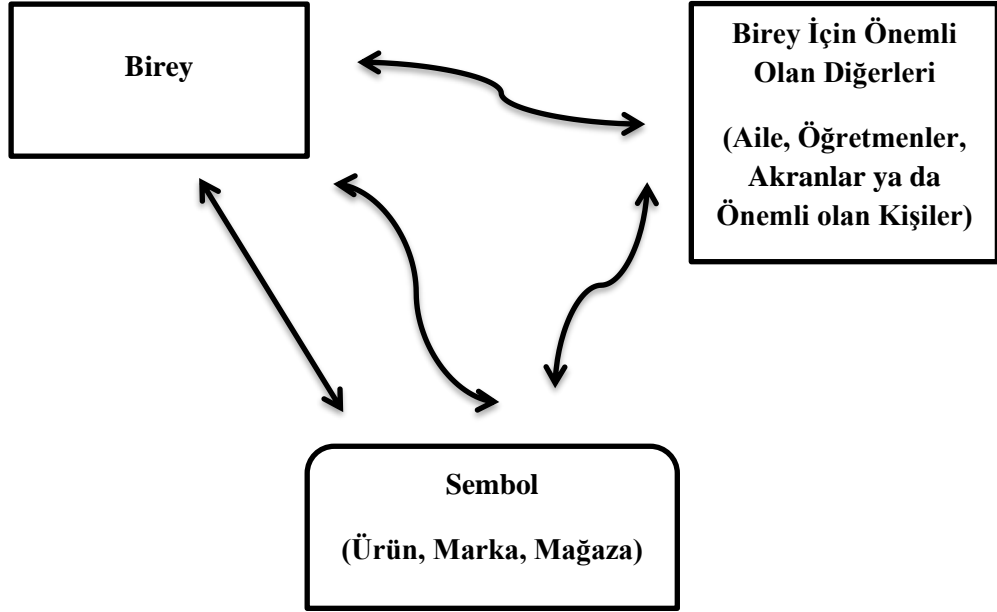 Birey
Birey İçin Önemli
Olan Diğerleri
(Aile, Öğretmenler,
Akranlar ya da
Önemli olan Kişiler)
Sembol
(Ürün, Marka, Mağaza)